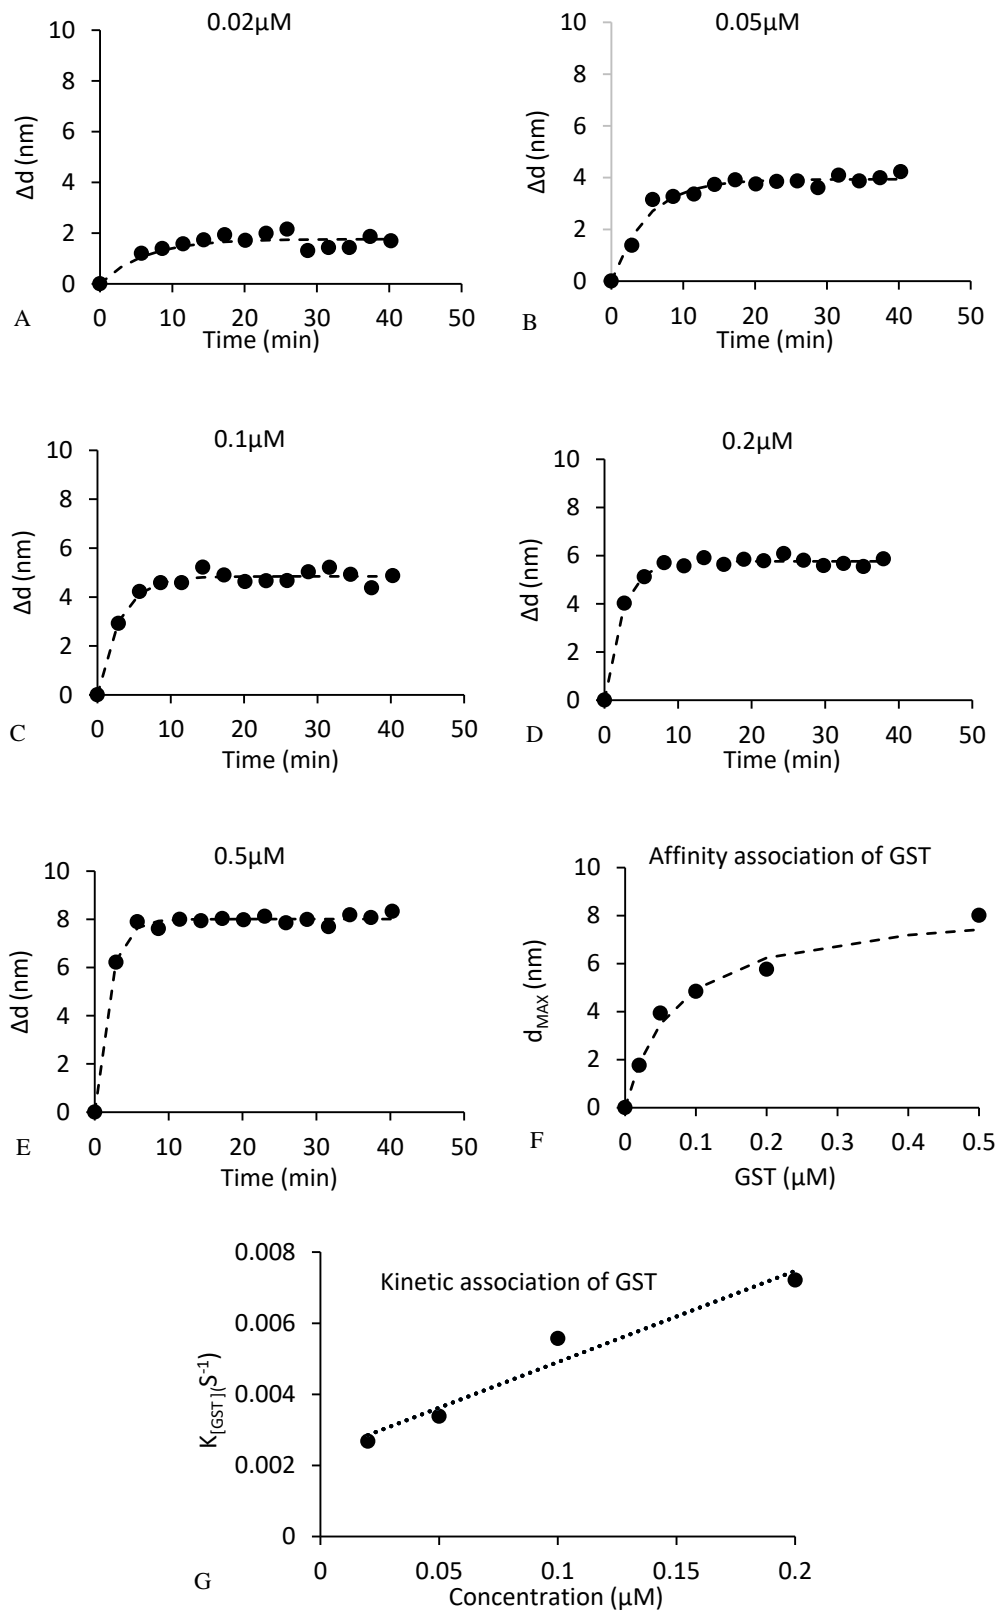 0.02µM
10
8
6
4
2
0
Δd (nm)
0 10 20 30 40 50
Time (min)
A
0.05µM
10
8
6
4
2
0
Δd (nm)
0 10 20 30 40 50
Time (min)
B
0.1µM
10
8
6
4
2
0
Δd (nm)
0 10 20 30 40 50
Time (min)
C
0.2µM
10
8
6
4
2
0
Δd (nm)
0 10 20 30 40 50
Time (min)
D
0.5µM
10
8
6
4
2
0
Δd (nm)
0 10 20 30 40 50
Time (min)
E
Affinity association of GST
10
8
6
4
2
0
dMAX (nm)
0 0.1 0.2 0.3 0.4 0.5
GST (µM)
F
Kinetic association of GST
0.008
0.006
0.004
0.002
0
K[GST](S-1)
0 0.05 0.1 0.15 0.2
Concentration (µM)
G